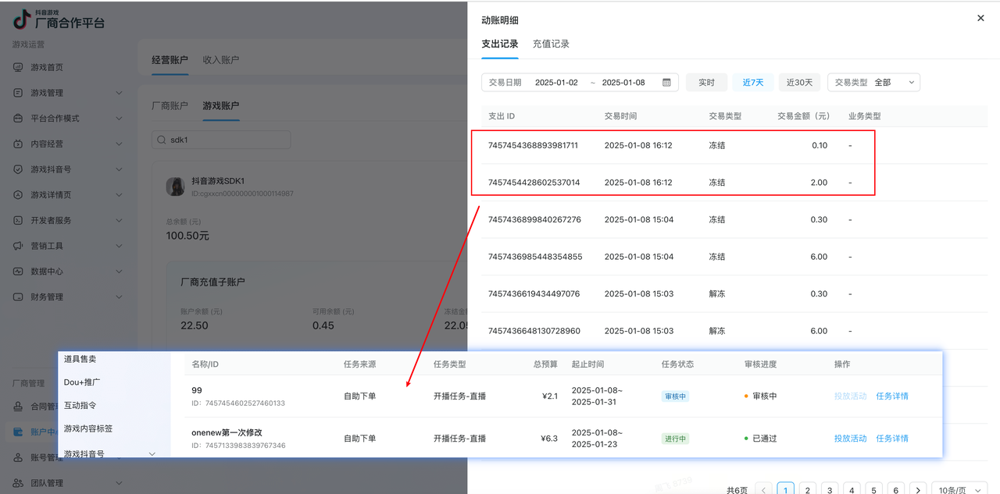 抖音游戏
厂商合作平台
游戏运营
游戏首页
游戏管理
平台合作模式
内容经营
游戏抖音号
游戏详情页
开发者服务
营销工具
数据中心
财务管理
厂商管理
合同管
账户中
账号管理
团队管理
经营账户 收入账户
厂商账户 游戏账户
sdk1
抖音游戏SDK1
ID:cgxxcn000000001000114987
总余额 (元)
100.50元
厂商充值子账户
账户余额 (元) 可用余额 (元) 冻结金
22.50 0.45 22.0
动账明细
支出记录 充值记录
交易日期 2025-01-02 ~ 2025-01-08 实时 近7天 近30天 交易类型 全部
支出 ID 交易时间 交易类型 交易金额（元） 业务类型
7457454368893981711 2025-01-08 16:12 冻结 0.10 -
7457454428602537014 2025-01-08 16:12 冻结 2.00 -
7457436899840267276 2025-01-08 15:04 冻结 0.30 -
7457436985448354855 2025-01-08 15:04 冻结 6.00 -
7457436619434497076 2025-01-08 15:03 解冻 0.30 -
7457436648130728960 2025-01-08 15:03 解冻 6.00 -
道具售卖
Dou+推广
互动指令
游戏内容标签
游戏抖音号
名称/ID 任务来源 任务类型 总预算 起止时间 任务状态 审核进度 操作
99
ID: 7457454602527460133 自助下单 开播任务-直播 ¥2.1 2025-01-08~
2025-01-31 审核中 审核中 投放活动 任务详情
onenew第一次修改
ID: 7457133983839767346 自助下单 开播任务-直播 ¥6.3 2025-01-08~
2025-01-23 进行中 已通过 投放活动 任务详情
共6页 1 2 3 4 5 6 10条/页